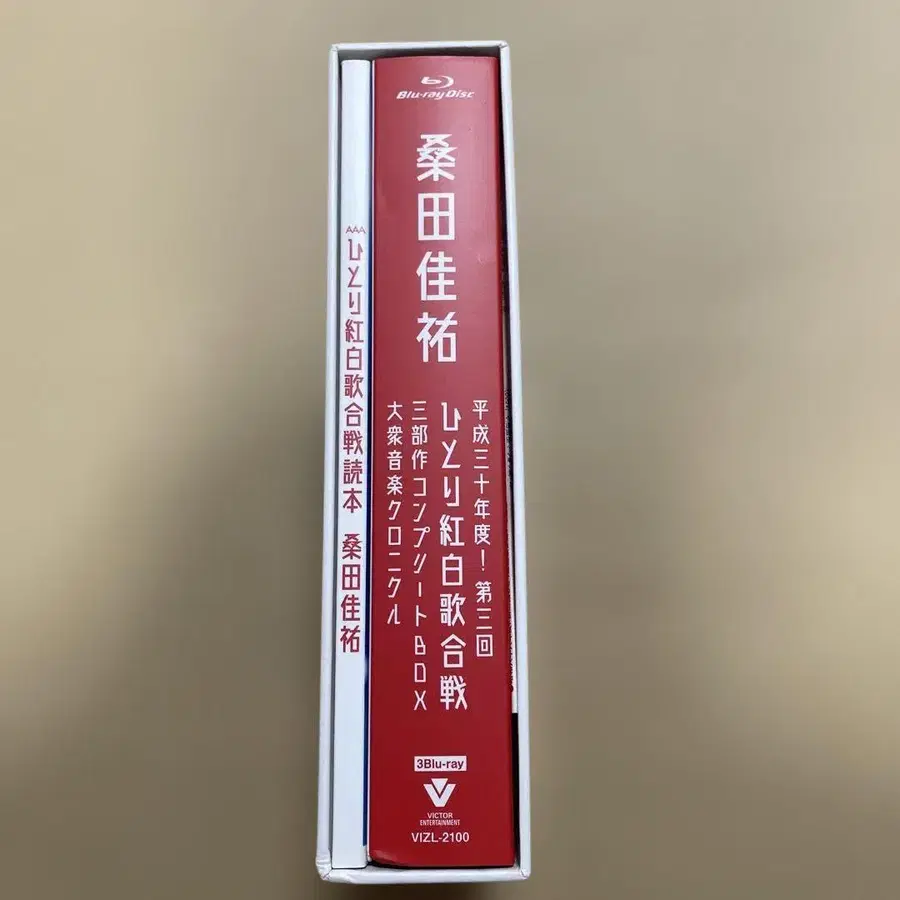 Blu-ray Disc
桑田佳祐
平成三十年度！第三回
ひとり紅白歌合戦
三部作コンプリートBOX
大衆音楽クロニクル
3Blu-ray
VICTOR
ENTERTAINMENT
VIZL-2100
AAA
ひとり紅白歌合戦読本 桑田佳祐